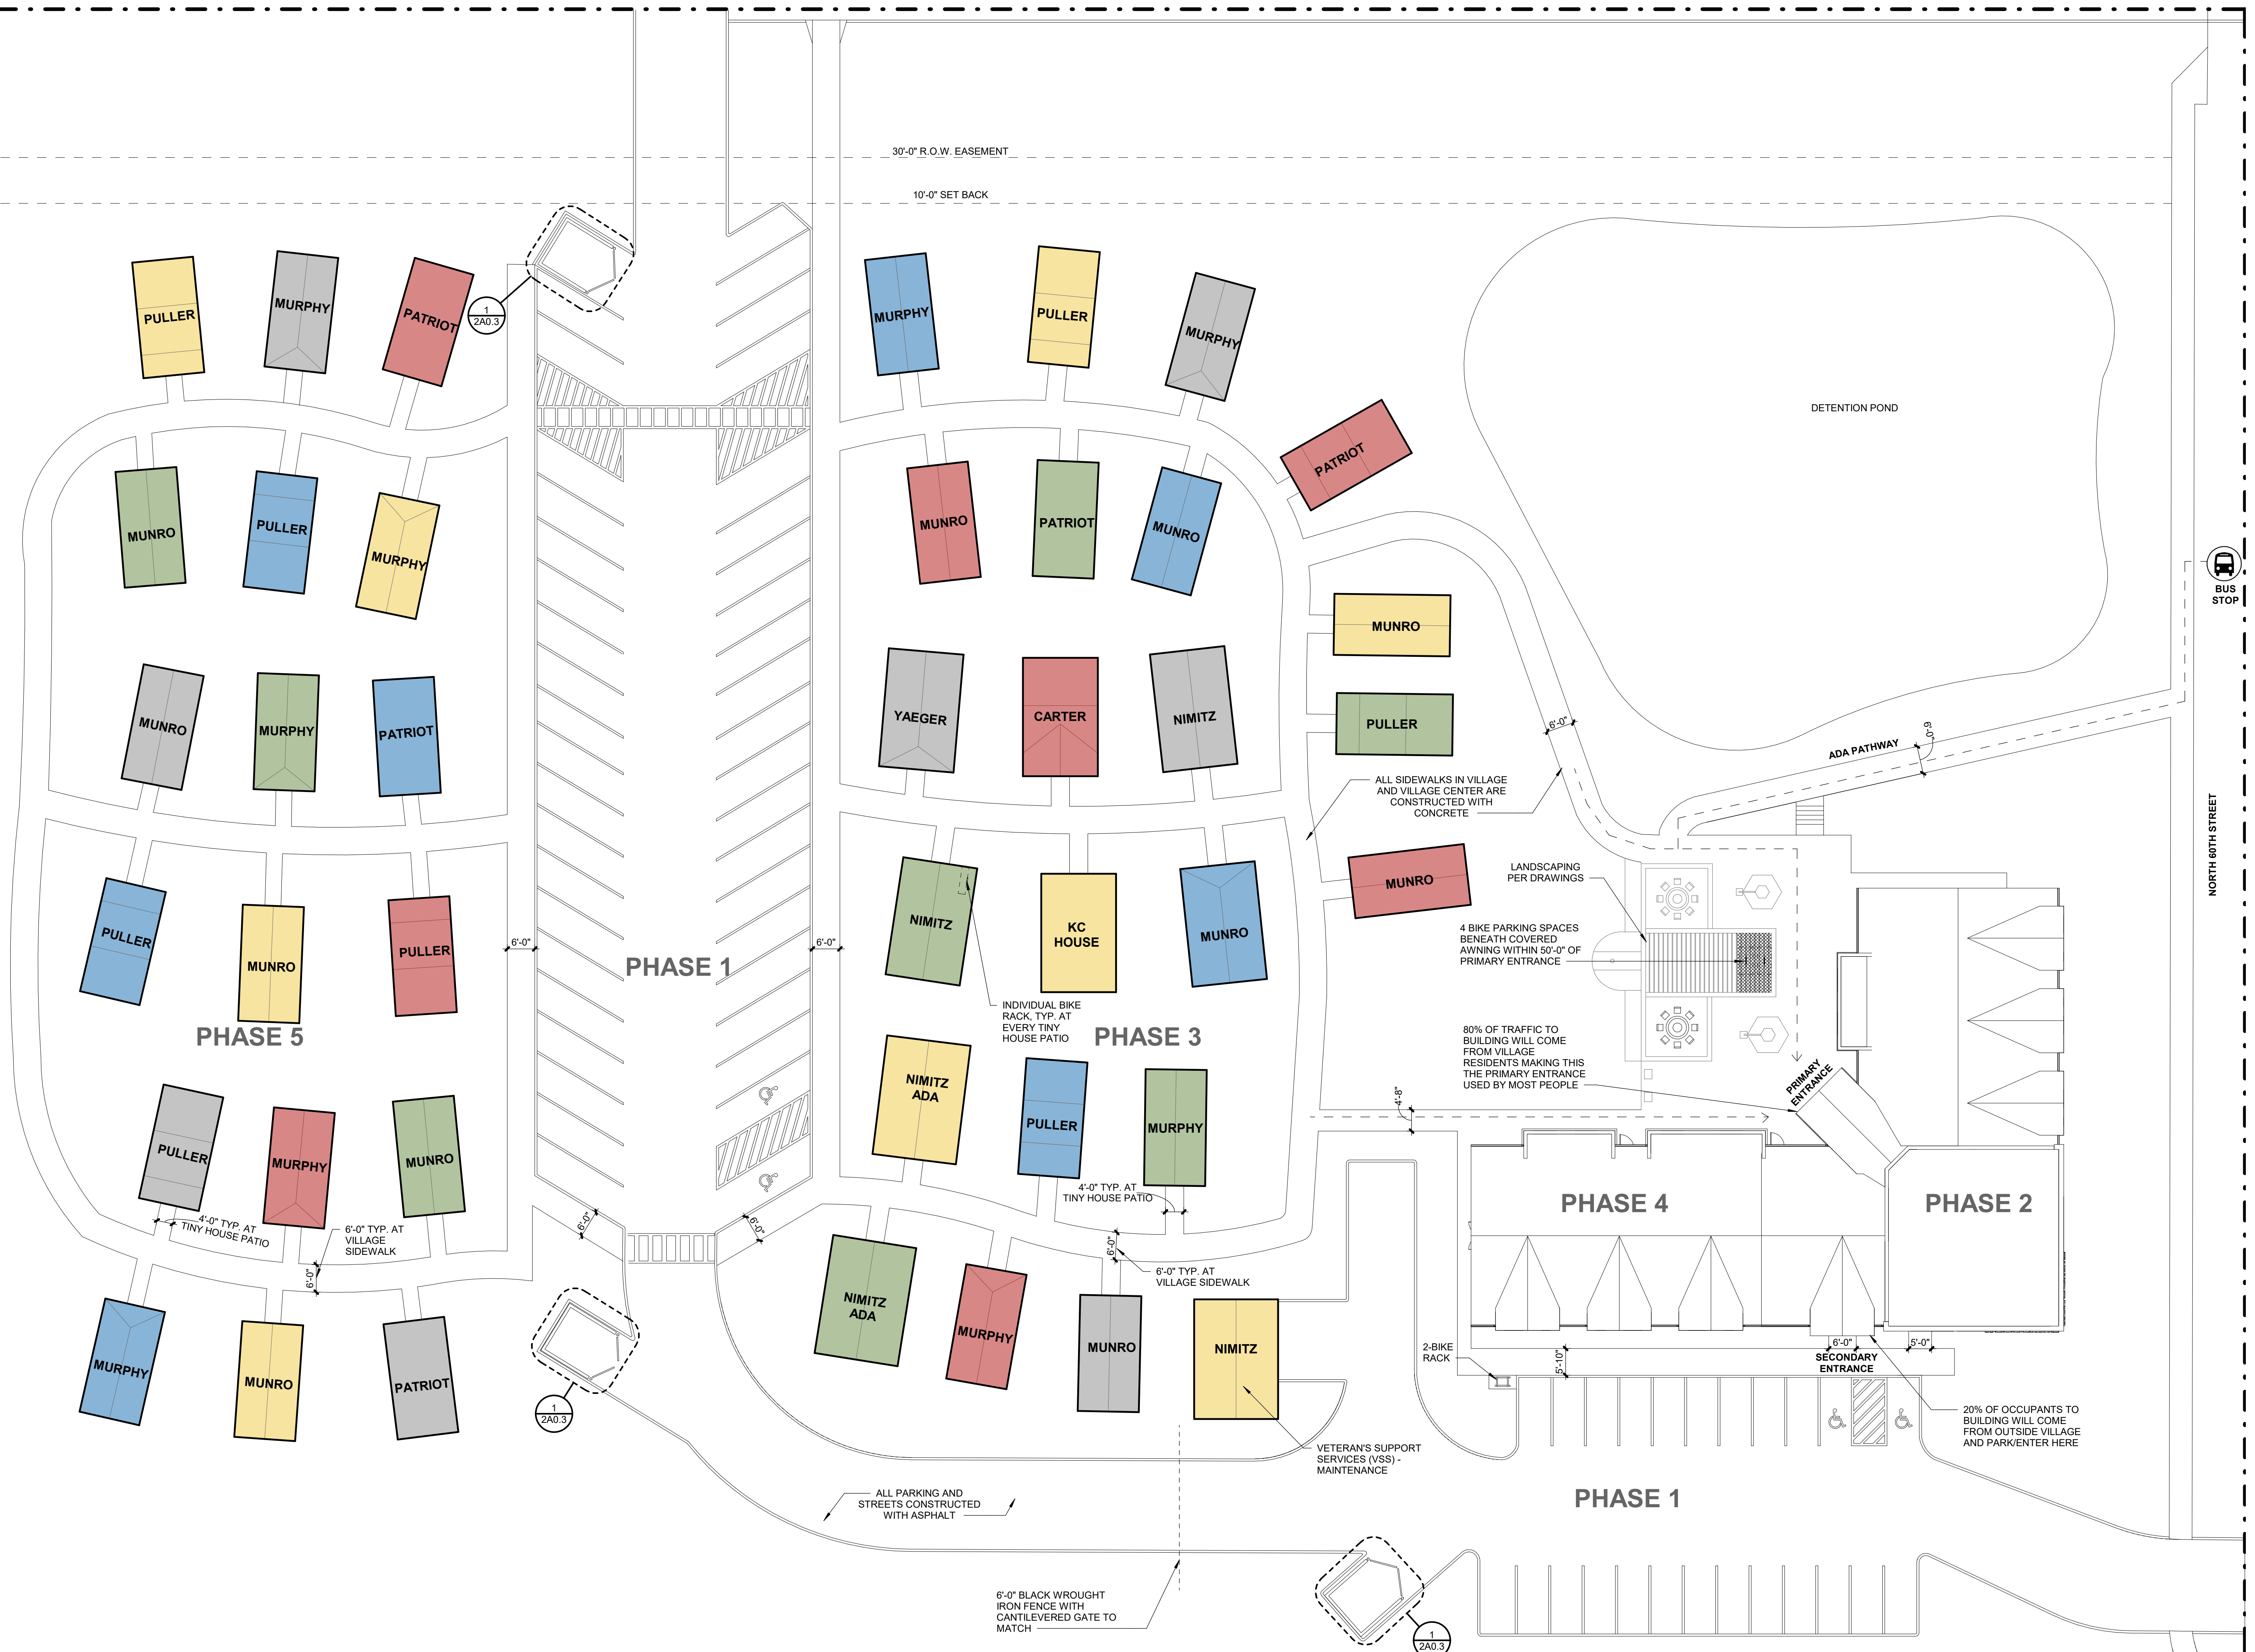 30'-0" R.O.W. EASEMENT
10'-0" SET BACK
PULLER
MURPHY
PATRIOT
1
2A0.3
MURPHY
PULLER
MURPHY
PATRIOT
DETENTION POND
MUNRO
PULLER
MURPHY
MUNRO
PATRIOT
MUNRO
MUNRO
BUS
STOP
MUNRO
MURPHY
PATRIOT
YAEGER
CARTER
NIMITZ
PULLER
6'-0"
ADA PATHWAY
6'-0"
ALL SIDEWALKS IN VILLAGE
AND VILLAGE CENTER ARE
CONSTRUCTED WITH
CONCRETE
NORTH 60TH STREET
LANDSCAPING
PER DRAWINGS
MUNRO
PULLER
MUNRO
PULLER
6'-0"
PHASE 1
6'-0"
NIMITZ
KC
HOUSE
MUNRO
4 BIKE PARKING SPACES
BENEATH COVERED
AWNING WITHIN 50'-0" OF
PRIMARY ENTRANCE
INDIVIDUAL BIKE
RACK, TYP. AT
EVERY TINY
HOUSE PATIO
PHASE 5
PHASE 3
80% OF TRAFFIC TO
BUILDING WILL COME
FROM VILLAGE
RESIDENTS MAKING THIS
THE PRIMARY ENTRANCE
USED BY MOST PEOPLE
PRIMARY
ENTRANCE
4'-8"
PULLER
MURPHY
MUNRO
NIMITZ
ADA
PULLER
MURPHY
4'-0" TYP. AT
TINY HOUSE PATIO
4'-0" TYP. AT
TINY HOUSE PATIO
6'-0" TYP. AT
VILLAGE
SIDEWALK
6'-0"
6'-0"
6'-0"
6'-0"
6'-0" TYP. AT
VILLAGE SIDEWALK
PHASE 4
PHASE 2
MURPHY
MUNRO
PATRIOT
1
2A0.3
NIMITZ
ADA
MURPHY
MUNRO
NIMITZ
2-BIKE
RACK
5'-10"
6'-0"
5'-0"
SECONDARY
ENTRANCE
20% OF OCCUPANTS TO
BUILDING WILL COME
FROM OUTSIDE VILLAGE
AND PARK/ENTER HERE
VETERAN'S SUPPORT
SERVICES (VSS) -
MAINTENANCE
ALL PARKING AND
STREETS CONSTRUCTED
WITH ASPHALT
PHASE 1
6'-0" BLACK WROUGHT
IRON FENCE WITH
CANTILEVERED GATE TO
MATCH
1
2A0.3